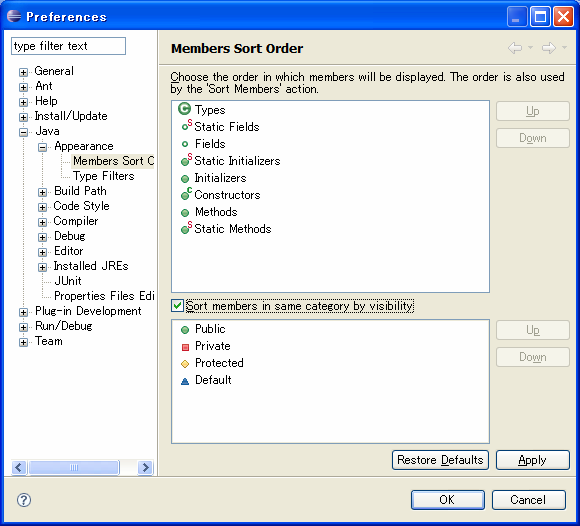 Preferences
type filter text
General
Ant
Help
Install/Update
Java
Appearance
Members Sort O
Type Filters
Build Path
Code Style
Compiler
Debug
Editor
Installed JREs
JUnit
Properties Files Edi
Plug-in Development
Run/Debug
Team
Members Sort Order
Choose the order in which members will be displayed. The order is also used
by the 'Sort Members' action.
C Types
S Static Fields
Fields
S Static Initializers
Initializers
C Constructors
Methods
S Static Methods
Up
Down
Sort members in same category by visibility
Public
Private
Protected
Default
Up
Down
Restore Defaults
Apply
?
OK
Cancel